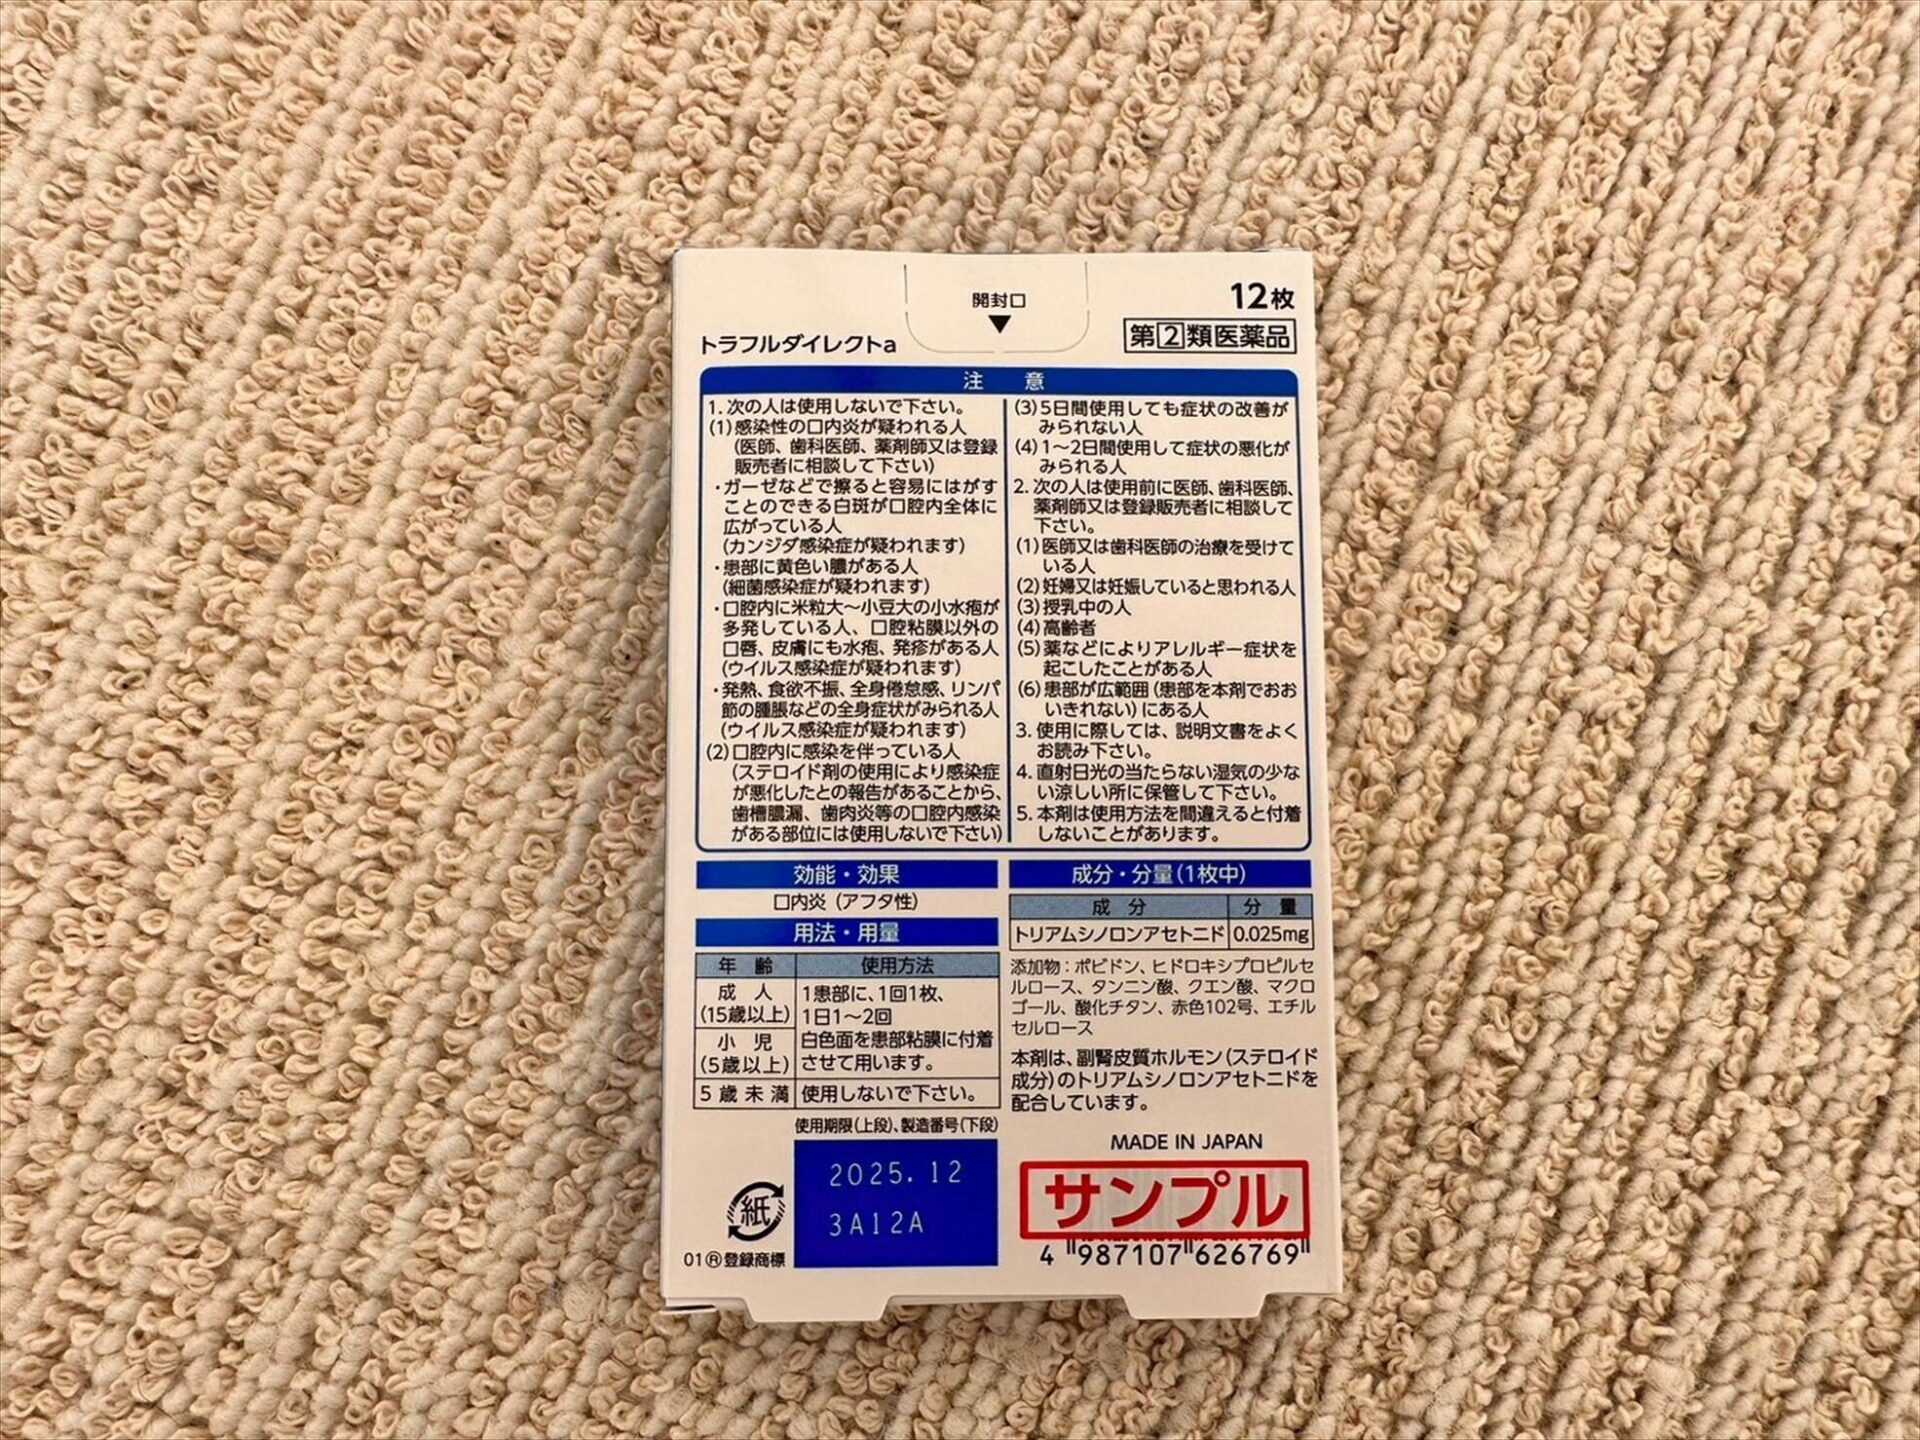 開封口
▼
12枚
第②類医薬品
トラフルダイレクトa
注 意
1. 次の人は使用しないで下さい。
(1)感染性の口内炎が疑われる人
(医師、歯科医師、薬剤師又は登録
販売者に相談して下さい)
・ガーゼなどで擦ると容易にはがす
ことのできる白斑が口腔内全体に
広がっている人
(カンジダ感染症が疑われます)
・患部に黄色い膿がある人
(細菌感染症が疑われます)
・口腔内に米粒大〜小豆大の小水疱が
多発している人、口腔粘膜以外の
口唇、皮膚にも水疱、発疹がある人
(ウイルス感染症が疑われます)
・発熱、食欲不振、全身倦怠感、リンパ
節の腫脹などの全身症状がみられる人
(ウイルス感染症が疑われます)
(2)口腔内に感染を伴っている人
(ステロイド剤の使用により感染症
が悪化したとの報告があることから、
歯槽膿漏、歯肉炎等の口腔内感染
がある部位には使用しないで下さい)
(3)5日間使用しても症状の改善が
みられない人
(4)1〜2日間使用して症状の悪化が
みられる人
2. 次の人は使用前に医師、歯科医師、
薬剤師又は登録販売者に相談して
下さい。
(1)医師又は歯科医師の治療を受けて
いる人
(2)妊婦又は妊娠していると思われる人
(3)授乳中の人
(4)高齢者
(5)薬などによりアレルギー症状を
起こしたことがある人
(6)患部が広範囲(患部を本剤でおお
いきれない)にある人
3. 使用に際しては、説明文書をよく
お読み下さい。
4. 直射日光の当たらない湿気の少な
い涼しい所に保管して下さい。
5. 本剤は使用方法を間違えると付着
しないことがあります。
効能・効果
口内炎(アフタ性)
用法・用量
年 齢 使用方法
成 人
(15歳以上)
1患部に、1回1枚、
1日1〜2回
白色面を患部粘膜に付着
させて用います。
小 児
(5歳以上)
5歳未満 使用しないで下さい。
成分・分量(1枚中)
成 分 分 量
トリアムシノロンアセトニド 0.025mg
添加物：ポビドン、ヒドロキシプロピルセ
ルロース、タンニン酸、クエン酸、マクロ
ゴール、酸化チタン、赤色102号、エチル
セルロース
本剤は、副腎皮質ホルモン(ステロイド
成分)のトリアムシノロンアセトニドを
配合しています。
使用期限(上段)、製造番号(下段)
2025.12
3A12A
紙
01®登録商標
MADE IN JAPAN
サンプル
4 987107 626769